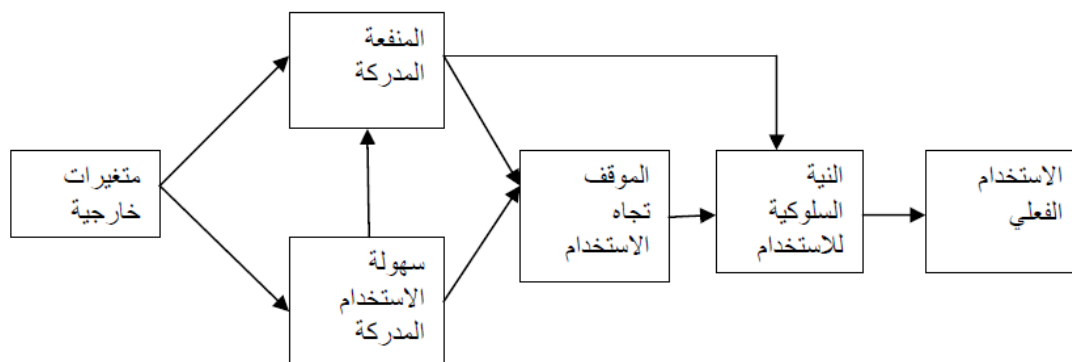 المنفعة
المدركة
متغيرات
خارجية
سهولة
الاستخدام
المدركة
الموقف
تجاه
الاستخدام
النية
السلوكية
للاستخدام
الاستخدام
الفعلي